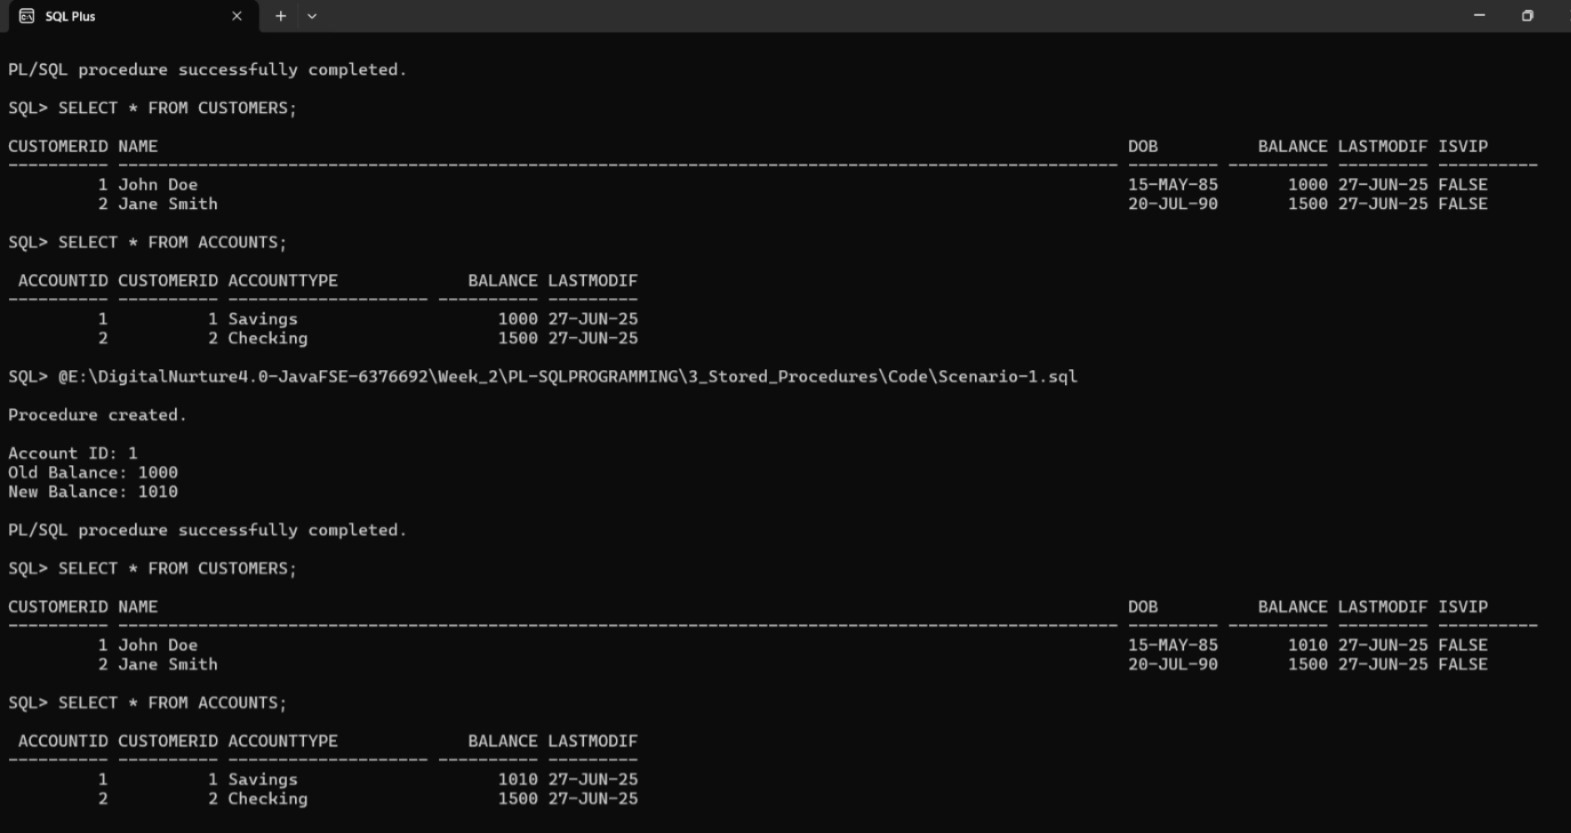 SQL Plus
PL/SQL procedure successfully completed.
SQL> SELECT * FROM CUSTOMERS;
CUSTOMERID NAME DOB BALANCE LASTMODIF ISVIP
---------- ---------------------------------------------------------------------------------------------------- --------- ---------- --------- ----------
1 John Doe 15-MAY-85 1000 27-JUN-25 FALSE
2 Jane Smith 20-JUL-90 1500 27-JUN-25 FALSE
SQL> SELECT * FROM ACCOUNTS;
ACCOUNTID CUSTOMERID ACCOUNTTYPE BALANCE LASTMODIF
---------- ---------- -------------------- ---------- ---------
1 1 Savings 1000 27-JUN-25
2 2 Checking 1500 27-JUN-25
SQL> @E:\DigitalNurture4.0-JavaFSE-6376692\Week_2\PL-SQLPROGRAMMING\3_Stored_Procedures\Code\Scenario-1.sql
Procedure created.
Account ID: 1
Old Balance: 1000
New Balance: 1010
PL/SQL procedure successfully completed.
SQL> SELECT * FROM CUSTOMERS;
CUSTOMERID NAME DOB BALANCE LASTMODIF ISVIP
---------- ---------------------------------------------------------------------------------------------------- --------- ---------- --------- ----------
1 John Doe 15-MAY-85 1010 27-JUN-25 FALSE
2 Jane Smith 20-JUL-90 1500 27-JUN-25 FALSE
SQL> SELECT * FROM ACCOUNTS;
ACCOUNTID CUSTOMERID ACCOUNTTYPE BALANCE LASTMODIF
---------- ---------- -------------------- ---------- ---------
1 1 Savings 1010 27-JUN-25
2 2 Checking 1500 27-JUN-25